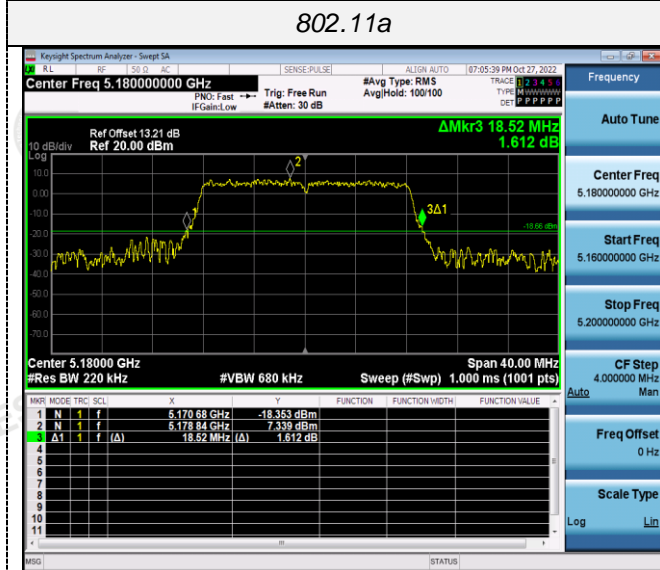 802.11a
Keysight Spectrum Analyzer - Swept SA
RL RF 50 Ω AC SENSE:PULSE ALIGN AUTO 07:05:39 PM Oct 27, 2022
Center Freq 5.180000000 GHz
PNO: Fast
IFGain:Low
Trig: Free Run
#Atten: 30 dB
#Avg Type: RMS
Avg|Hold: 100/100
TRACE 1 2 3 4 5 6
TYPE M WWWWW
DET P P P P P P
Frequency
Auto Tune
Center Freq
5.180000000 GHz
Start Freq
5.160000000 GHz
Stop Freq
5.200000000 GHz
CF Step
4.000000 MHz
Auto Man
Freq Offset
0 Hz
Scale Type
Log Lin
Ref Offset 13.21 dB
10 dB/div Ref 20.00 dBm
ΔMkr3 18.52 MHz
1.612 dB
Log
10.0
0.00
-10.0
-20.0
-30.0
-40.0
-50.0
-60.0
-70.0
1
2
3Δ1
-18.66 dBm
Center 5.18000 GHz Span 40.00 MHz
#Res BW 220 kHz #VBW 680 kHz Sweep (#Swp) 1.000 ms (1001 pts)
MKR MODE TRC SCL X Y FUNCTION FUNCTION WIDTH FUNCTION VALUE
1 N 1 f 5.170 68 GHz -18.353 dBm
2 N 1 f 5.178 84 GHz 7.339 dBm
3 Δ1 1 f (Δ) 18.52 MHz (Δ) 1.612 dB
4
5
6
7
8
9
10
11
MSG STATUS